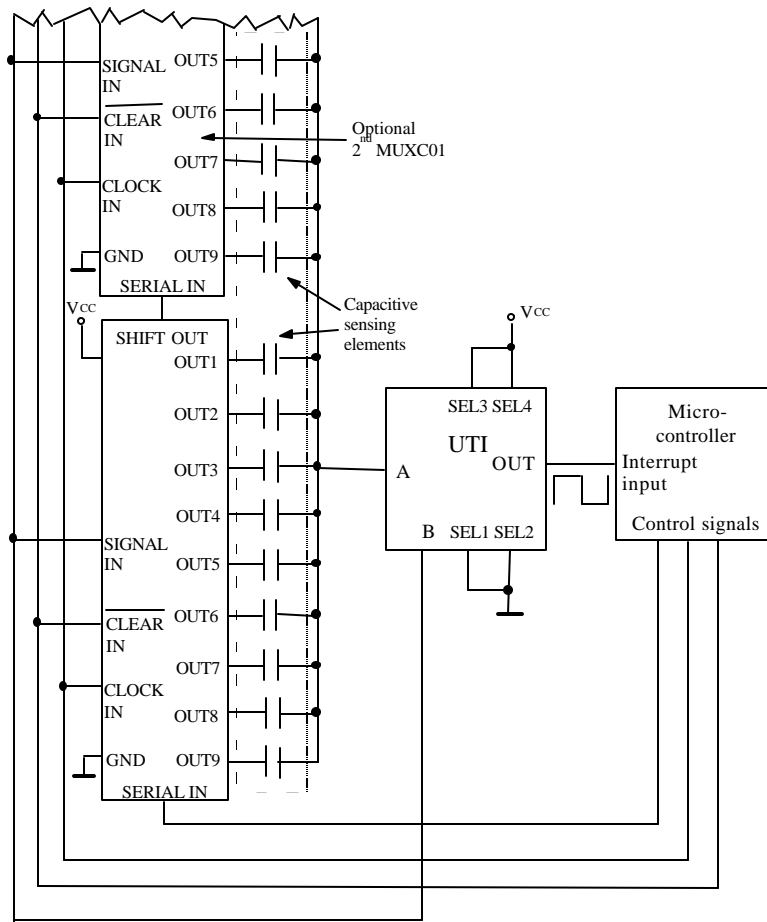 SIGNAL
IN
OUT5
CLEAR
IN
OUT6
Optional
2nd MUXC01
OUT7
CLOCK
IN
OUT8
GND
OUT9
SERIAL IN
Capacitive
sensing
elements
VCC
SHIFT OUT
OUT1
OUT2
OUT3
OUT4
SIGNAL
IN
OUT5
CLEAR
IN
OUT6
OUT7
CLOCK
IN
OUT8
GND
OUT9
SERIAL IN
VCC
SEL3 SEL4
UTI
OUT
A
B
SEL1 SEL2
Micro-
controller
Interrupt
input
Control signals